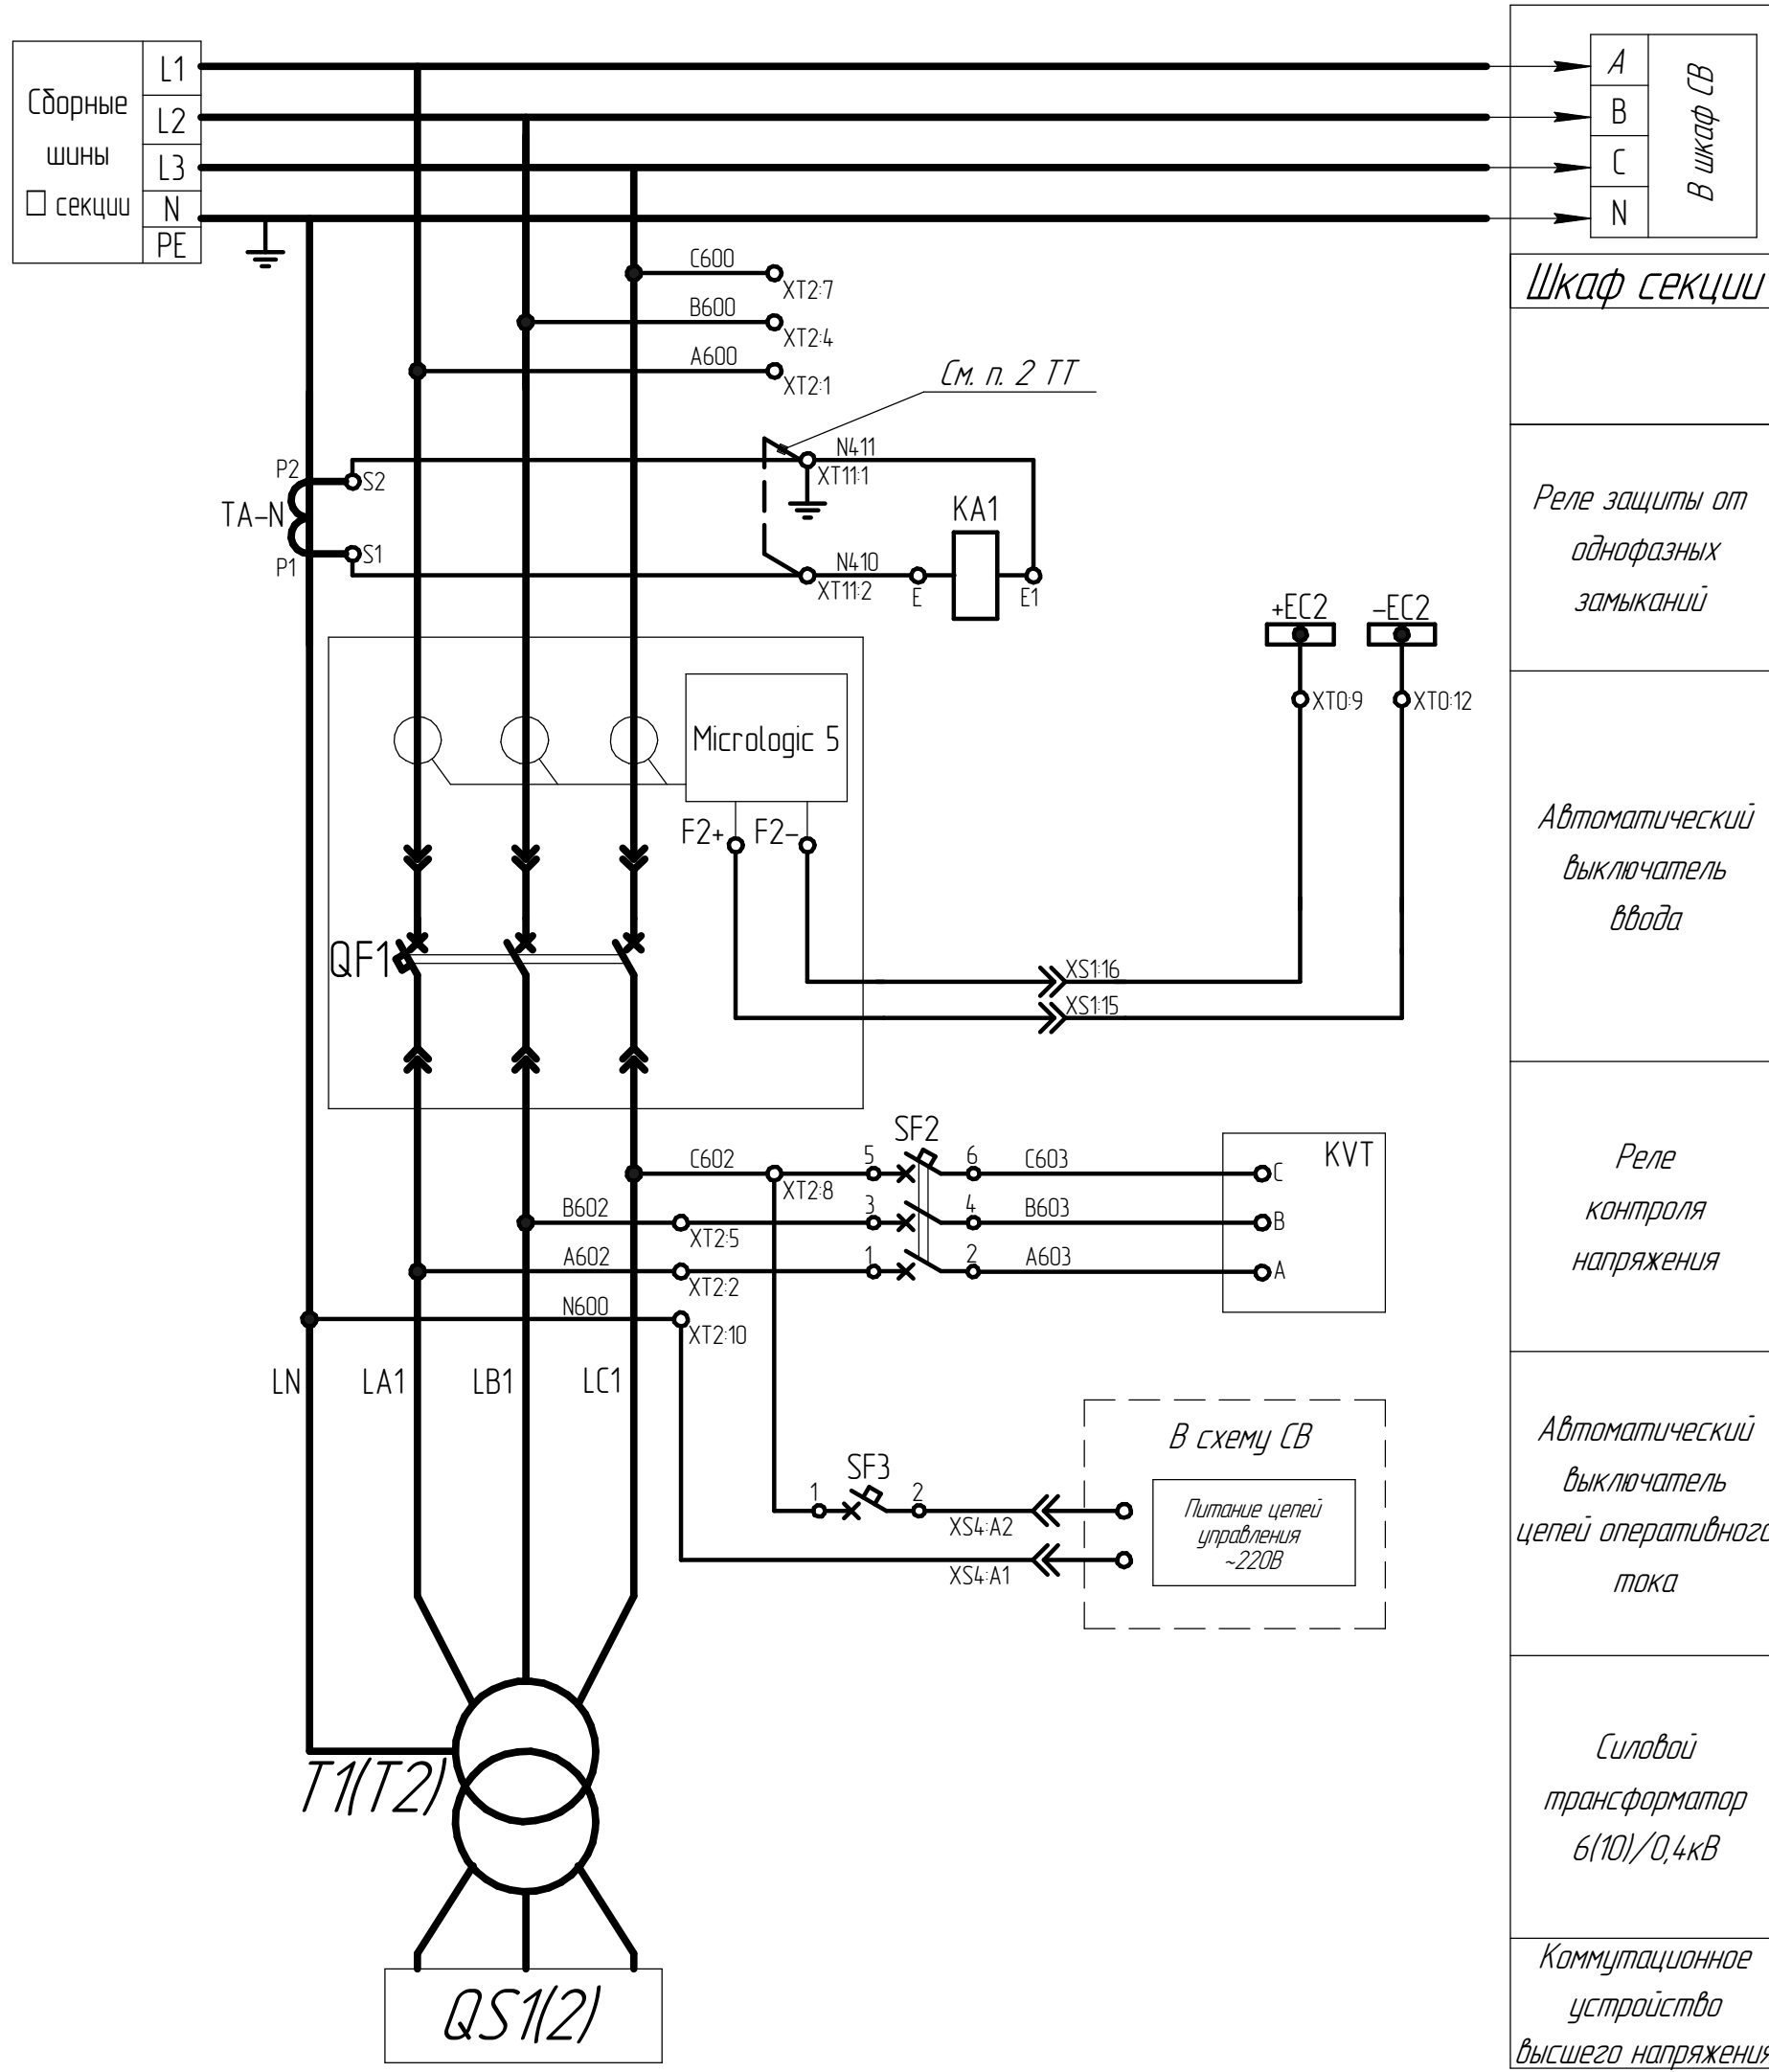 Сборные
шины
□ секции
L1
L2
L3
N
PE
A
B
C
N
В шкаф СВ
Шкаф секции
C600
XT2:7
B600
XT2:4
A600
XT2:1
См. п. 2 ТТ
P2
S2
TA-N
P1
S1
N411
XT11:1
KA1
N410
XT11:2
E
E1
Реле защиты от
однофазных
замыканий
+EC2
-EC2
XT0:9
XT0:12
Micrologic 5
F2+
F2-
QF1
XS1:16
XS1:15
Автоматический
выключатель
ввода
SF2
C602
XT2:8
5
6
C603
C
KVT
B602
XT2:5
3
4
B603
B
A602
XT2:2
1
2
A603
A
N600
XT2:10
Реле
контроля
напряжения
LN
LA1
LB1
LC1
В схему СВ
SF3
1
2
XS4:A2
XS4:A1
Питание цепей
управления
~220В
Автоматический
выключатель
цепей оперативного
тока
T1(T2)
Силовой
трансформатор
6(10)/0,4кВ
QS1(2)
Коммутационное
устройство
высшего напряжения